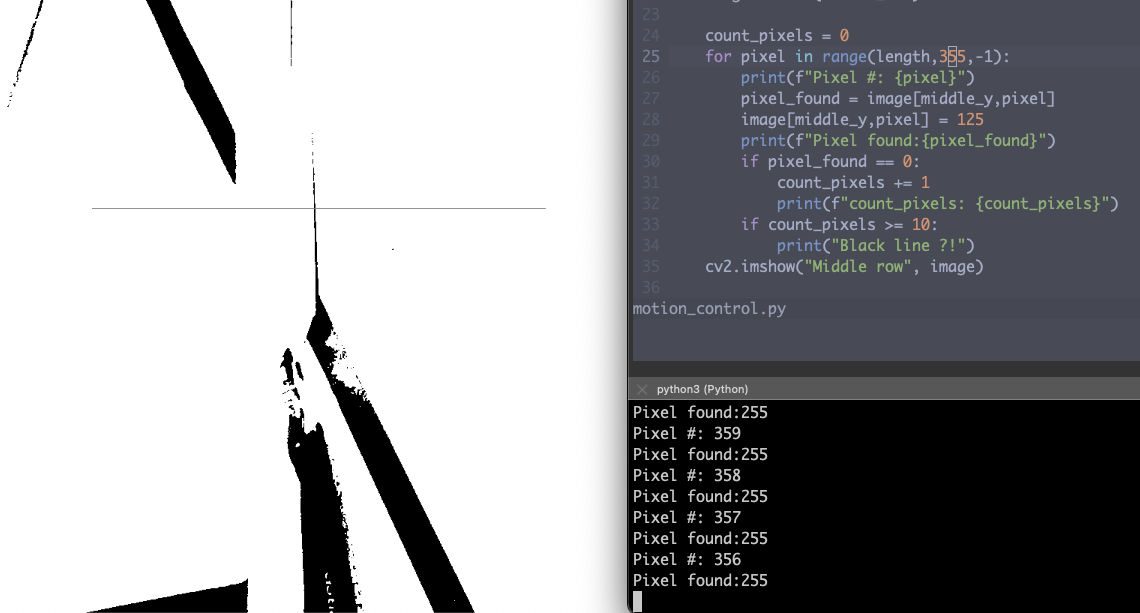 23
24 count_pixels = 0
25 for pixel in range(length,355,-1):
26 print(f"Pixel #: {pixel}")
27 pixel_found = image[middle_y,pixel]
28 image[middle_y,pixel] = 125
29 print(f"Pixel found:{pixel_found}")
30 if pixel_found == 0:
31 count_pixels += 1
32 print(f"count_pixels: {count_pixels}")
33 if count_pixels >= 10:
34 print("Black line ?!")
35 cv2.imshow("Middle row", image)
36
motion_control.py
python3 (Python)
Pixel found:255
Pixel #: 359
Pixel found:255
Pixel #: 358
Pixel found:255
Pixel #: 357
Pixel found:255
Pixel #: 356
Pixel found:255